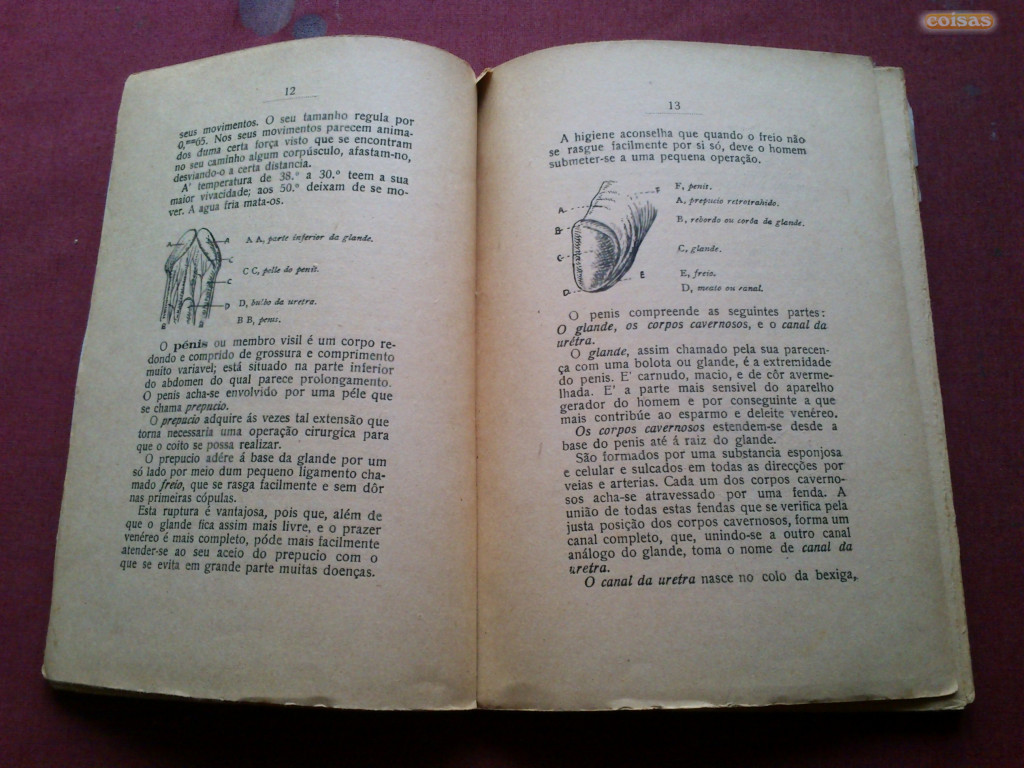 coisas
12
seus movimentos. O seu tamanho regula por
0,mm05. Nos seus movimentos parecem anima-
dos duma certa força visto que se encontram
no seu caminho algum corpúsculo, afastam-no,
desviando-o a certa distancia.
A' temperatura de 38.º a 30.º teem a sua
maior vivacidade; aos 50.º deixam de se mo-
ver. A agua fria mata-os.
A A
A A, parte inferior da glande.
C
C C, pelle do penis.
C
D
D, bulbo da uretra.
B B
B B, penis.
O pénis ou membro visil é um corpo re-
dondo e comprido de grossura e comprimento
muito variavel; está situado na parte inferior
do abdomen do qual parece prolongamento.
O penis acha-se envolvido por uma péle que
se chama prepucio.
O prepucio adquire ás vezes tal extensão que
torna necessaria uma operação cirurgica para
que o coito se possa realizar.
O prepucio adére á base da glande por um
só lado por meio dum pequeno ligamento cha-
mado freio, que se rasga facilmente e sem dôr
nas primeiras cópulas.
Esta ruptura é vantajosa, pois que, além de
que o glande fica assim mais livre, e o prazer
venéreo é mais completo, póde mais facilmente
atender-se ao seu aceio do prepucio com o
que se evita em grande parte muitas doenças.
13
A higiene aconselha que quando o freio não
se rasgue facilmente por si só, deve o homem
submeter-se a uma pequena operação.
F, penit.
A
A, prepucio retrotrahido.
B
B, rebordo ou corôa da glande.
C
C, glande.
E
E, freio.
D
D, meato ou canal.
O penis compreende as seguintes partes:
O glande, os corpos cavernosos, e o canal da
uretra.
O glande, assim chamado pela sua parecen-
ça com uma bolota ou glande, é a extremidade
do penis. E' carnudo, macio, e de côr averme-
lhada. E' a parte mais sensivel do aparelho
gerador do homem e por conseguinte a que
mais contribúe ao esparmo e deleite venéreo.
Os corpos cavernosos estendem-se desde a
base do penis até á raiz do glande.
São formados por uma substancia esponjosa
e celular e sulcados em todas as direcções por
veias e arterias. Cada um dos corpos caverno-
sos acha-se atravessado por uma fenda. A
união de todas estas fendas que se verifica pela
justa posição dos corpos cavernosos, forma um
canal completo, que, unindo-se a outro canal
análogo do glande, toma o nome de canal da
uretra.
O canal da uretra nasce no colo da bexiga,